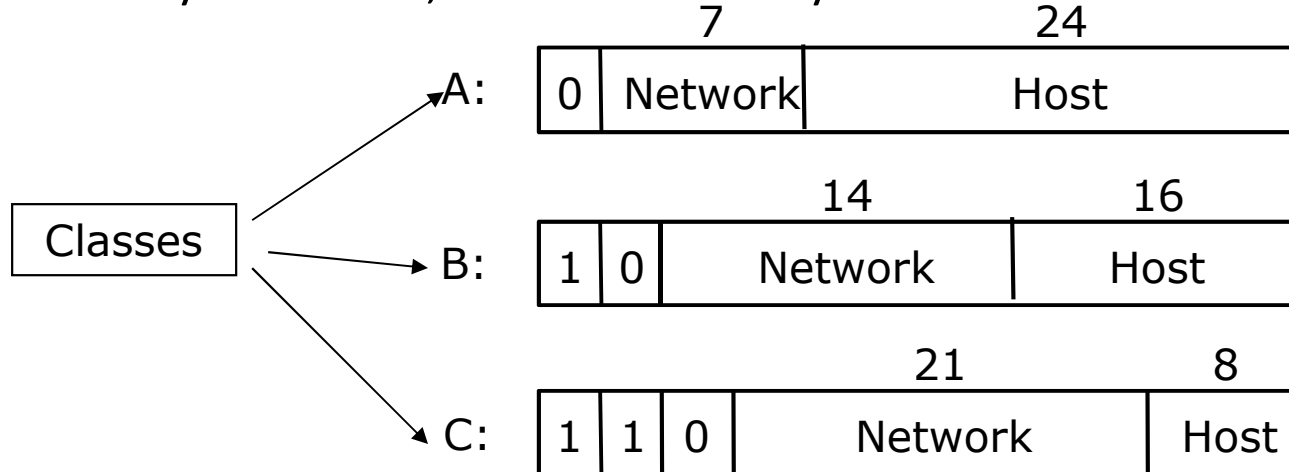 7 24
A: 0 Network Host
14 16
Classes
B: 1 0 Network Host
21 8
C: 1 1 0 Network Host